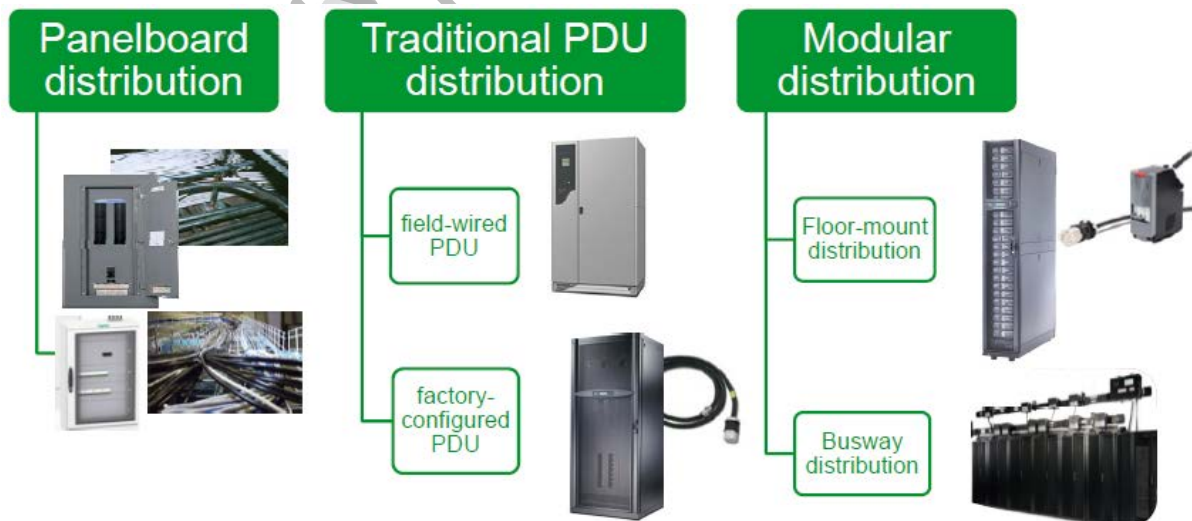 Panelboard
distribution
Traditional PDU
distribution
Modular
distribution
field-wired
PDU
factory-
configured
PDU
Floor-mount
distribution
Busway
distribution